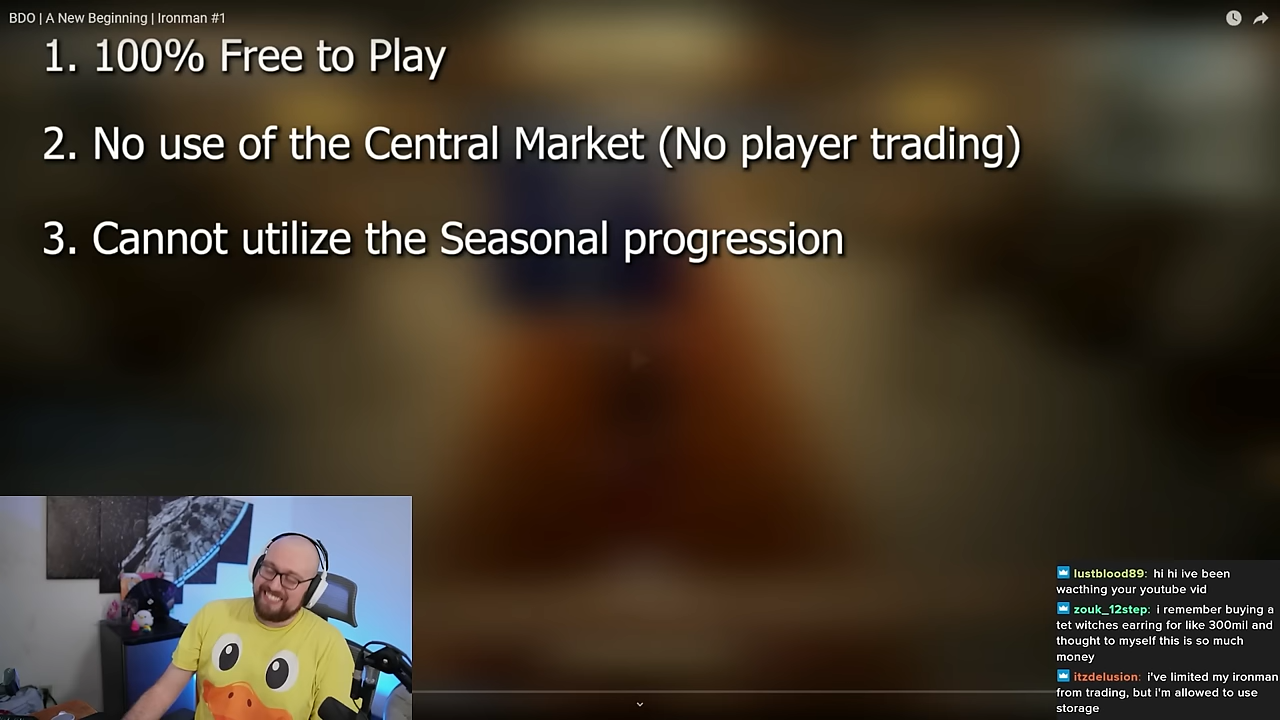 BDO | A New Beginning | Ironman #1
1. 100% Free to Play
2. No use of the Central Market (No player trading)
3. Cannot utilize the Seasonal progression
lustblood89: hi hi ive been
wacthing your youtube vid
zouk_12step: i remember buying a
tet witches earring for like 300mil and
thought to myself this is so much
money
itzdelusion: i've limited my ironman
from trading, but i'm allowed to use
storage